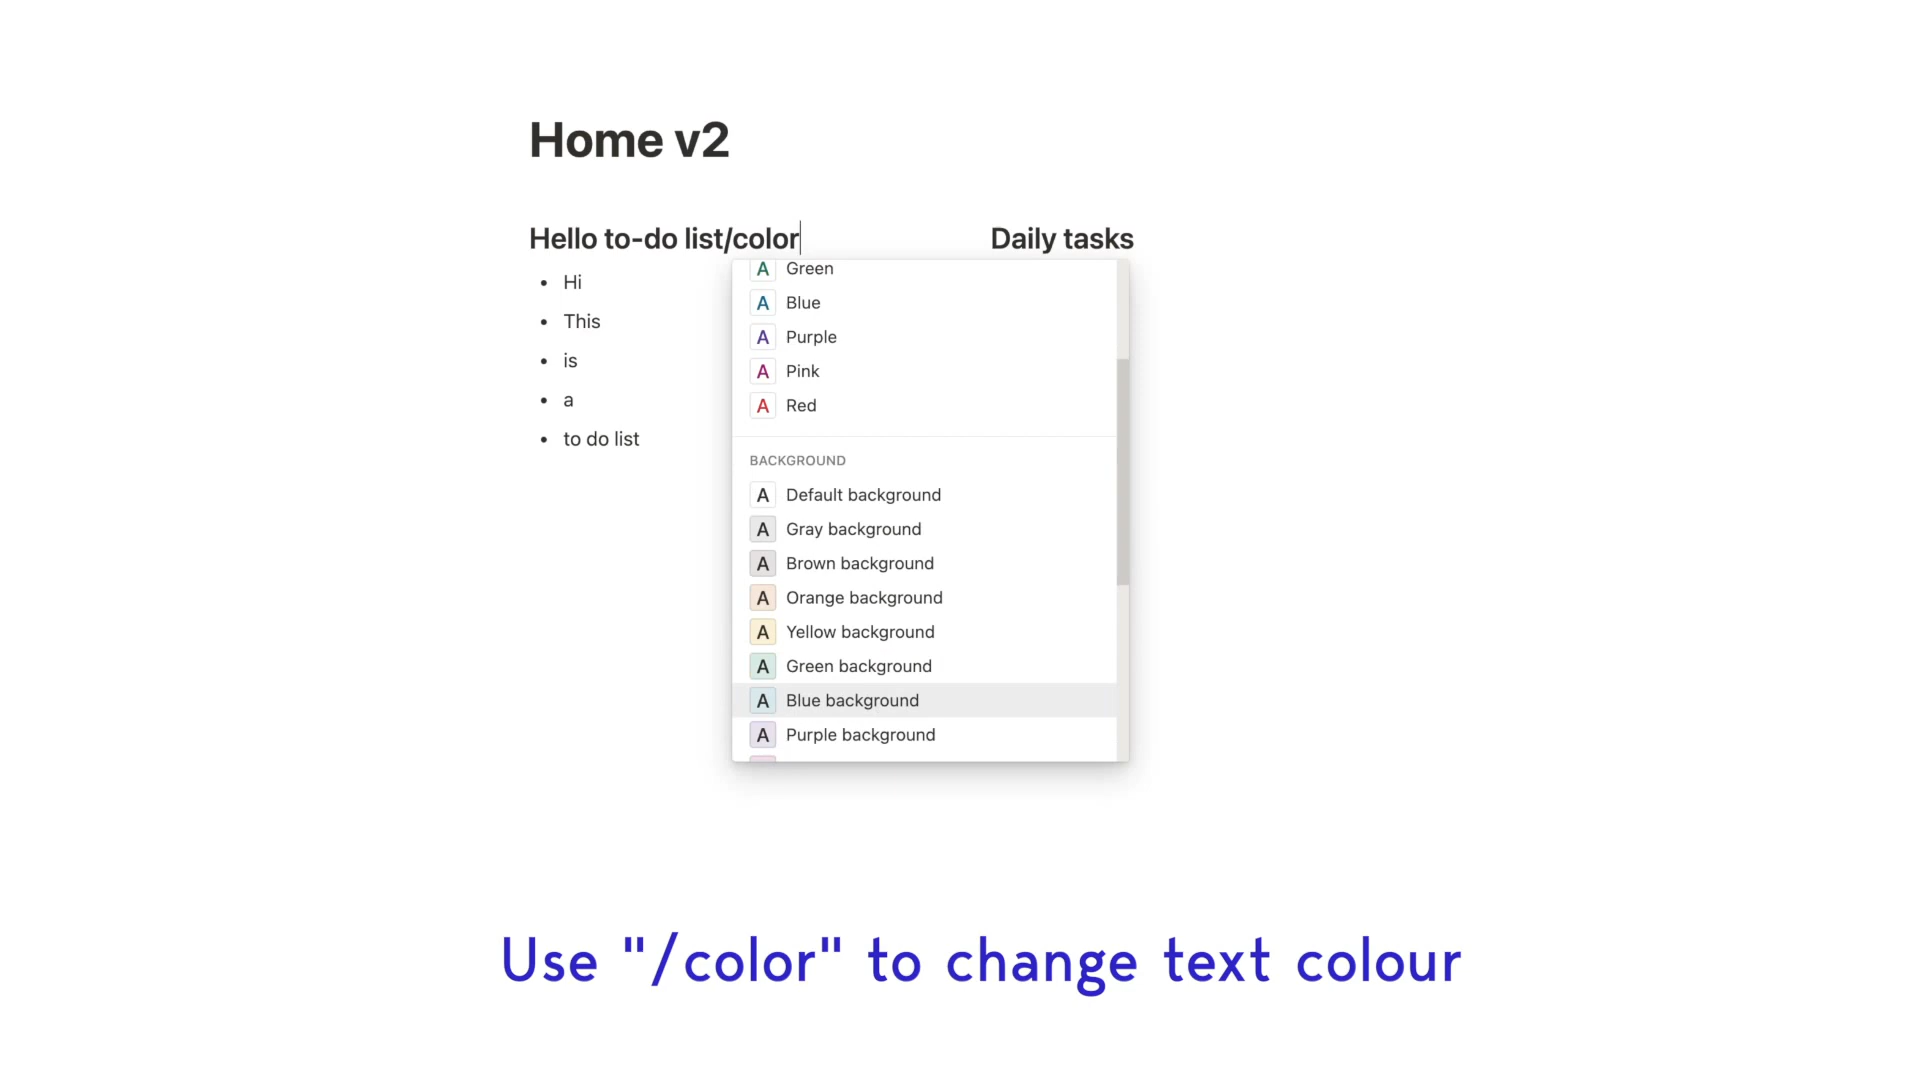 Home v2
Hello to-do list/color
Daily tasks
• Hi
• This
• is
• a
• to do list
A Green
A Blue
A Purple
A Pink
A Red
BACKGROUND
A Default background
A Gray background
A Brown background
A Orange background
A Yellow background
A Green background
A Blue background
A Purple background
Use "/color" to change text colour